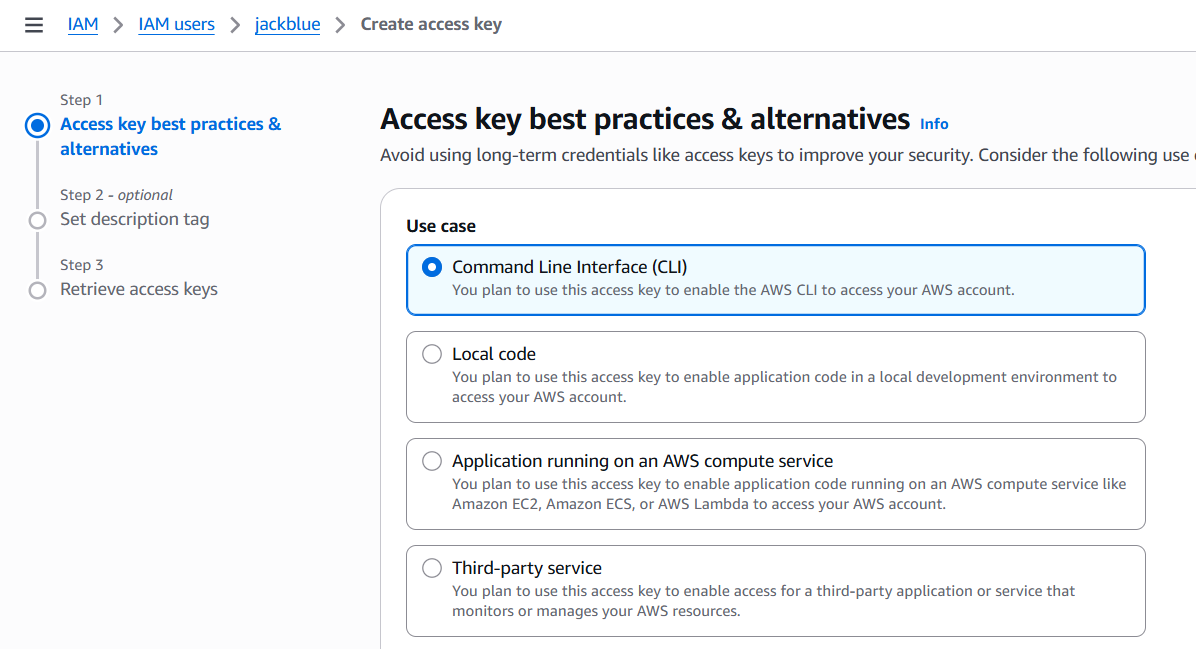 IAM > IAM users > jackblue > Create access key
Step 1
Access key best practices &
alternatives
Step 2 - optional
Set description tag
Step 3
Retrieve access keys
Access key best practices & alternatives Info
Avoid using long-term credentials like access keys to improve your security. Consider the following use
Use case
Command Line Interface (CLI)
You plan to use this access key to enable the AWS CLI to access your AWS account.
Local code
You plan to use this access key to enable application code in a local development environment to
access your AWS account.
Application running on an AWS compute service
You plan to use this access key to enable application code running on an AWS compute service like
Amazon EC2, Amazon ECS, or AWS Lambda to access your AWS account.
Third-party service
You plan to use this access key to enable access for a third-party application or service that
monitors or manages your AWS resources.